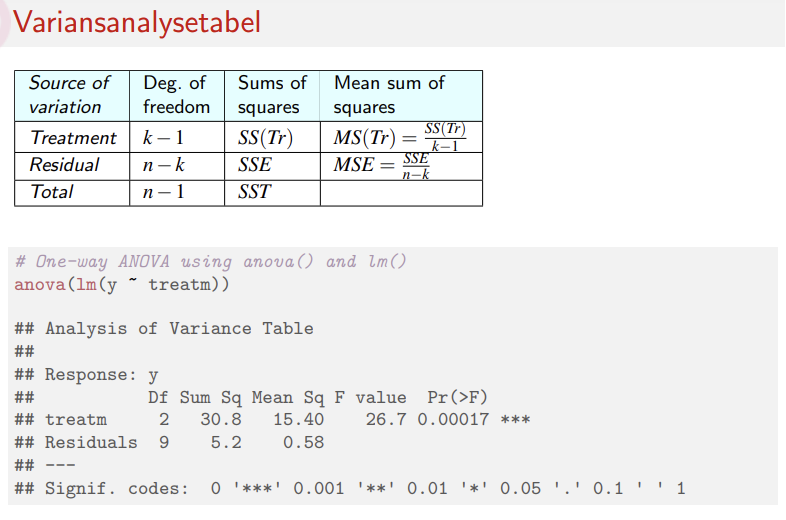 Variansanalysetabel
Source of variation Deg. of freedom Sums of squares Mean sum of squares
Treatment k − 1 SS(Tr) MS(Tr) = SS(Tr)/k−1
Residual n − k SSE MSE = SSE/n−k
Total n − 1 SST
# One-way ANOVA using anova() and lm()
anova(lm(y ~ treatm))
## Analysis of Variance Table
##
## Response: y
##           Df Sum Sq Mean Sq F value  Pr(>F)
## treatm     2   30.8   15.40    26.7 0.00017 ***
## Residuals  9    5.2    0.58
## ---
## Signif. codes:  0 '***' 0.001 '**' 0.01 '*' 0.05 '.' 0.1 ' ' 1